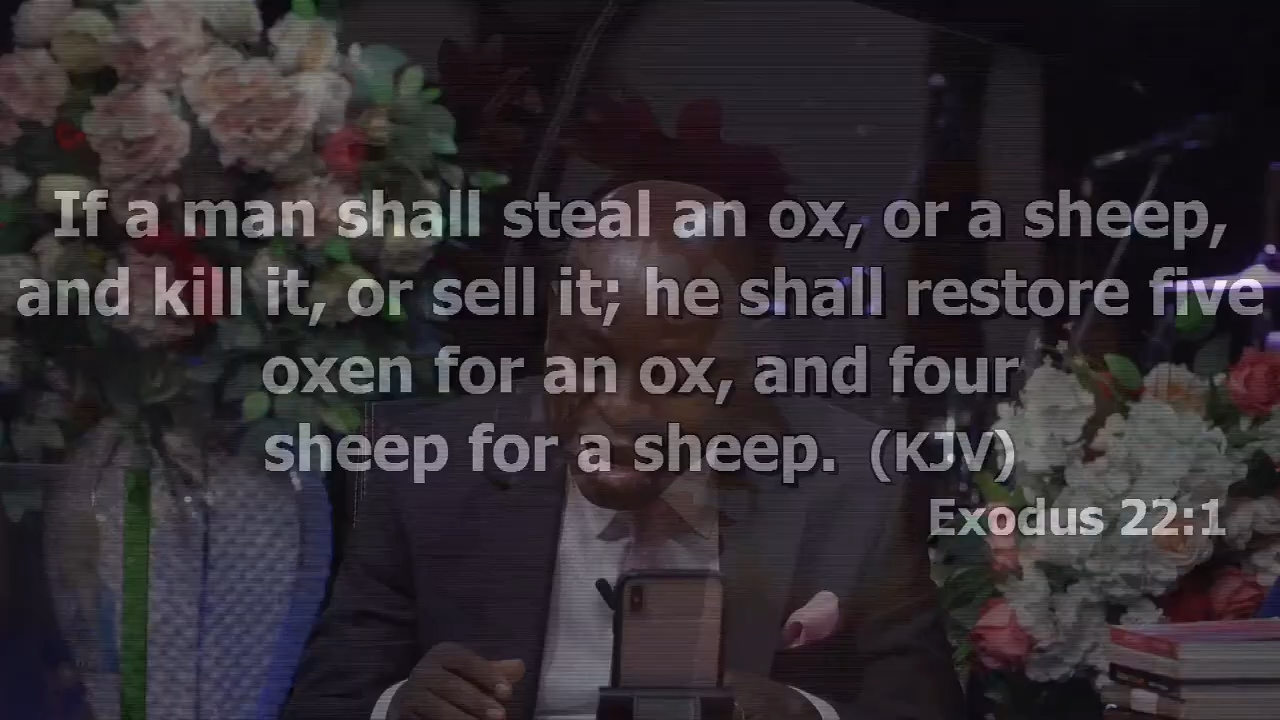 If a man shall steal an ox, or a sheep,
and kill it, or sell it; he shall restore five
oxen for an ox, and four
sheep for a sheep. (KJV)
Exodus 22:1